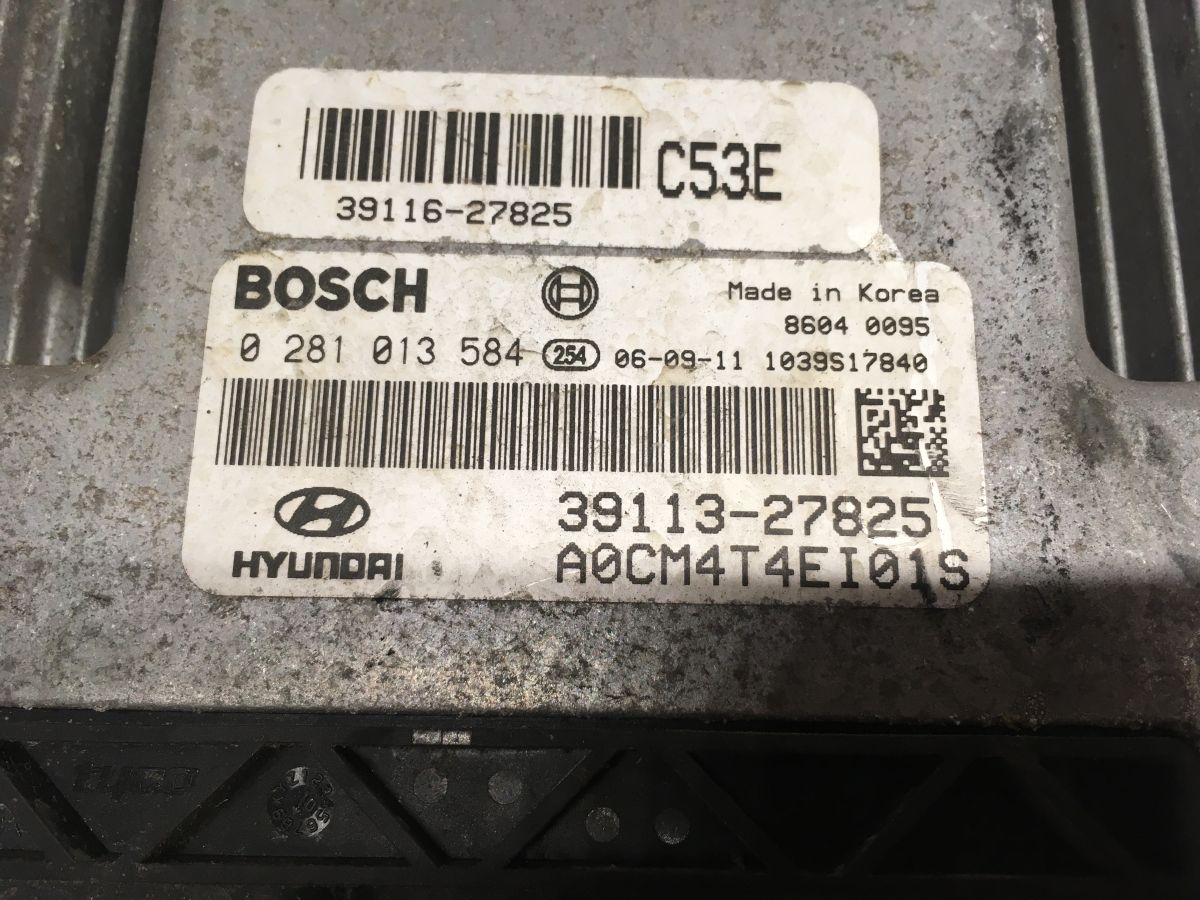 C53E
39116-27825
BOSCH
Made in Korea
8604 0095
0 281 013 584 254 06-09-11 1039S17840
39113-27825
HYUNDAI
A0CM4T4EI01S